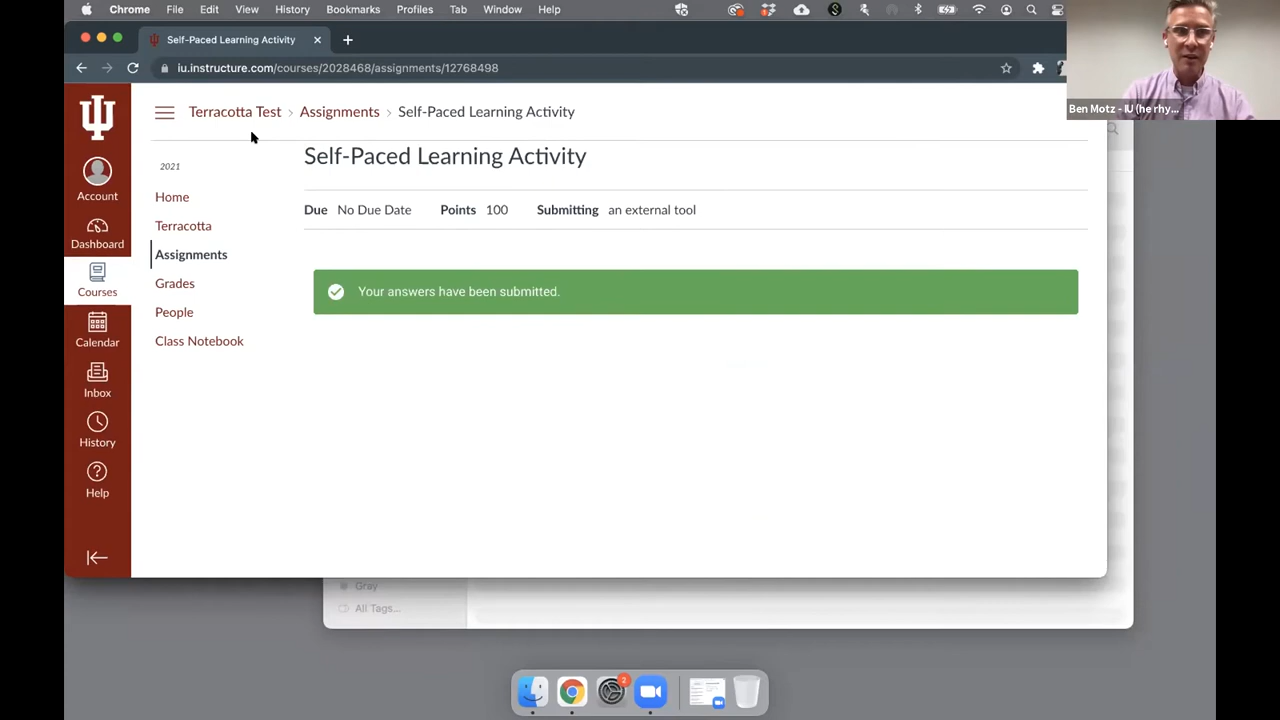 Chrome File Edit View History Bookmarks Profiles Tab Window Help
Self-Paced Learning Activity
iu.instructure.com/courses/2028468/assignments/12768498
Ben Motz - IU (he rhy...
Terracotta Test > Assignments > Self-Paced Learning Activity
Account
Dashboard
Courses
Calendar
Inbox
History
Help
2021
Home
Terracotta
Assignments
Grades
People
Class Notebook
Self-Paced Learning Activity
Due No Due Date Points 100 Submitting an external tool
Your answers have been submitted.
Gray
All Tags...
2